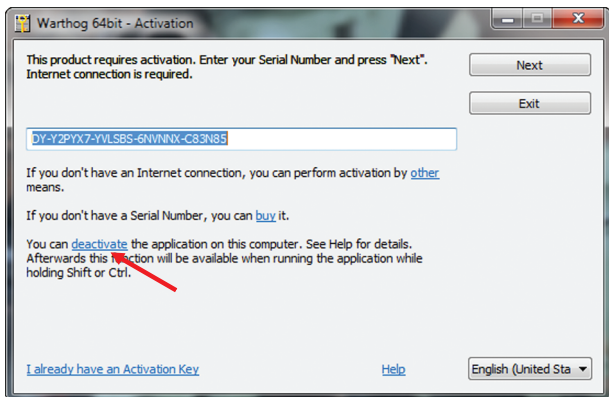 Warthog 64bit - Activation
This product requires activation. Enter your Serial Number and press "Next".
Internet connection is required.
Next
Exit
DY-Y2PYX7-YVLSBS-6NVNNX-C83N85
If you don't have an Internet connection, you can perform activation by other
means.
If you don't have a Serial Number, you can buy it.
You can deactivate the application on this computer. See Help for details.
Afterwards this function will be available when running the application while
holding Shift or Ctrl.
I already have an Activation Key
Help
English (United Sta